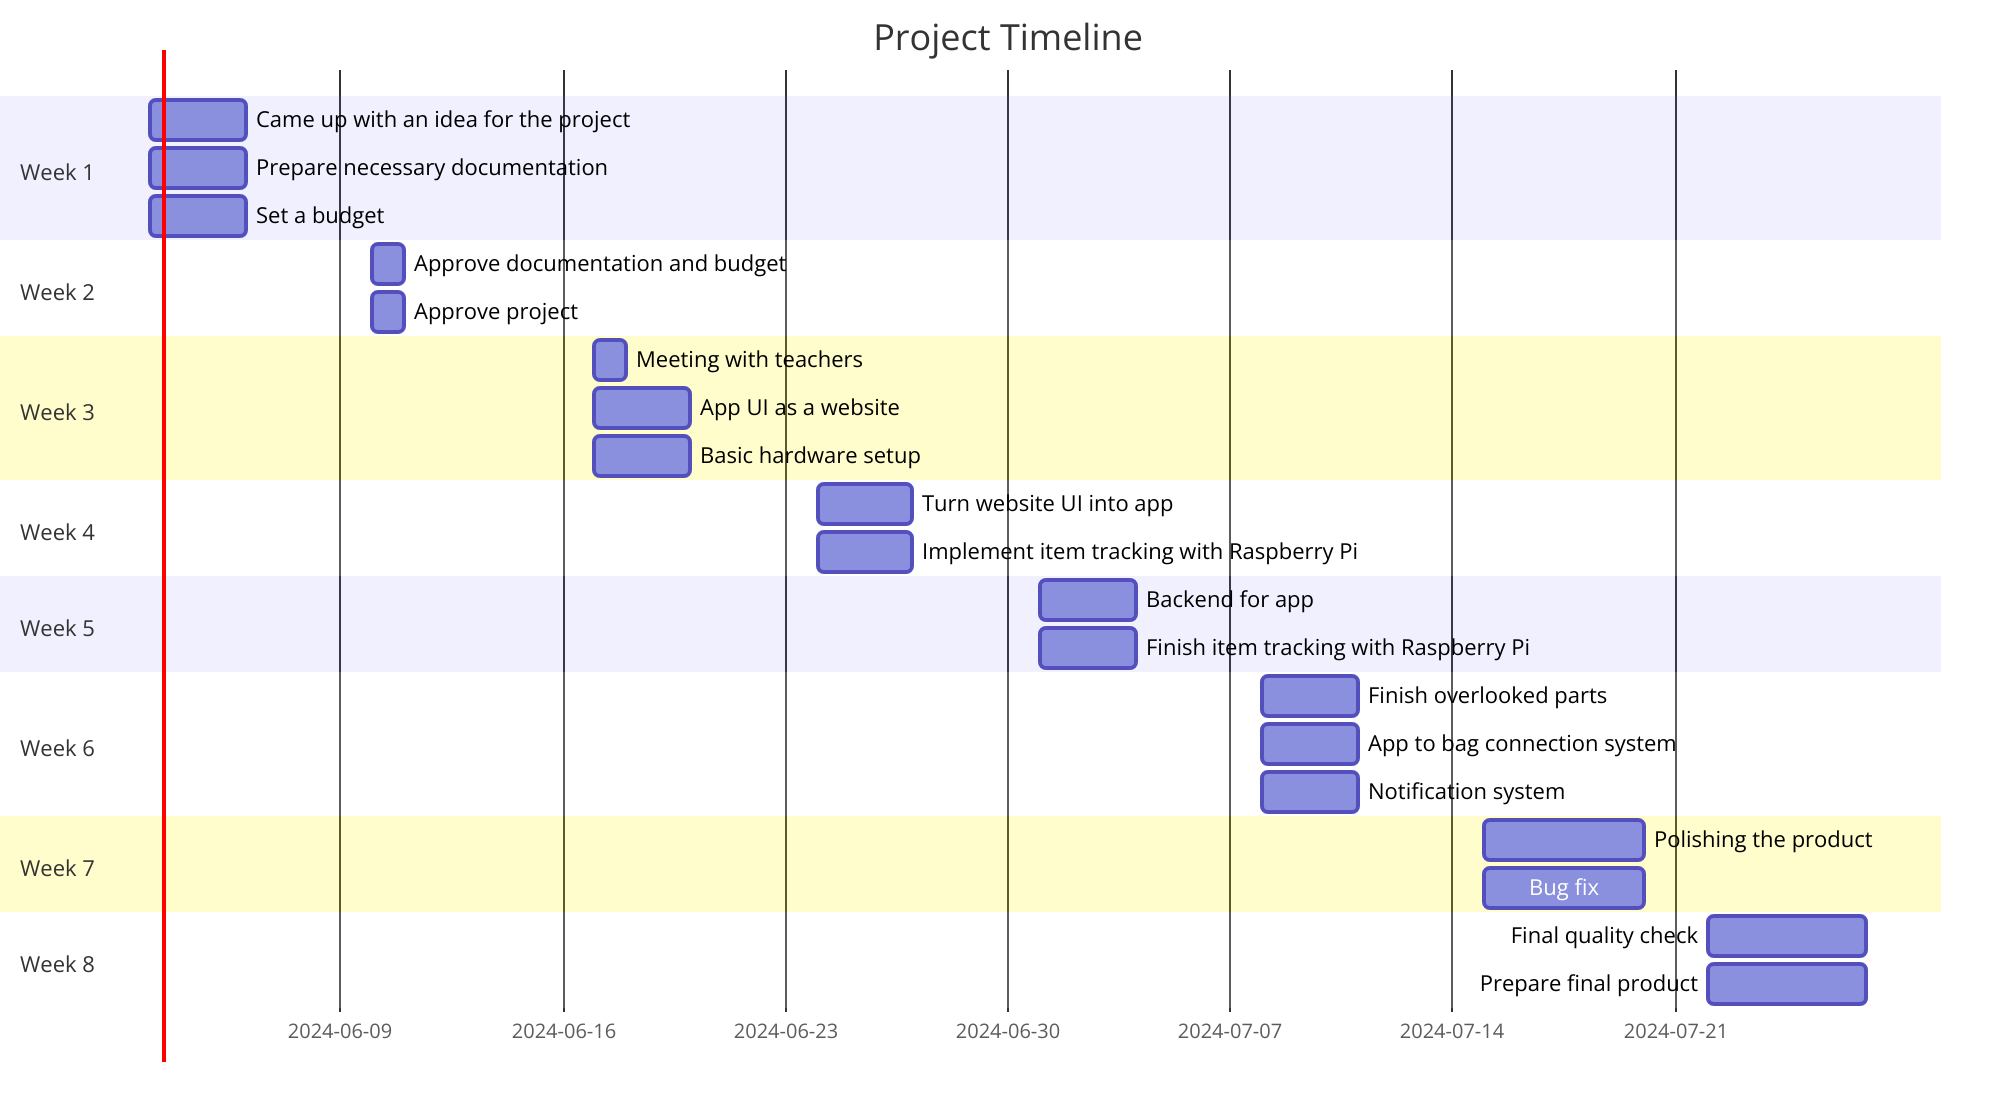 Project Timeline
Week 1
Came up with an idea for the project
Prepare necessary documentation
Set a budget
Week 2
Approve documentation and budget
Approve project
Week 3
Meeting with teachers
App UI as a website
Basic hardware setup
Week 4
Turn website UI into app
Implement item tracking with Raspberry Pi
Week 5
Backend for app
Finish item tracking with Raspberry Pi
Week 6
Finish overlooked parts
App to bag connection system
Notification system
Week 7
Polishing the product
Bug fix
Week 8
Final quality check
Prepare final product
2024-06-09 2024-06-16 2024-06-23 2024-06-30 2024-07-07 2024-07-14 2024-07-21